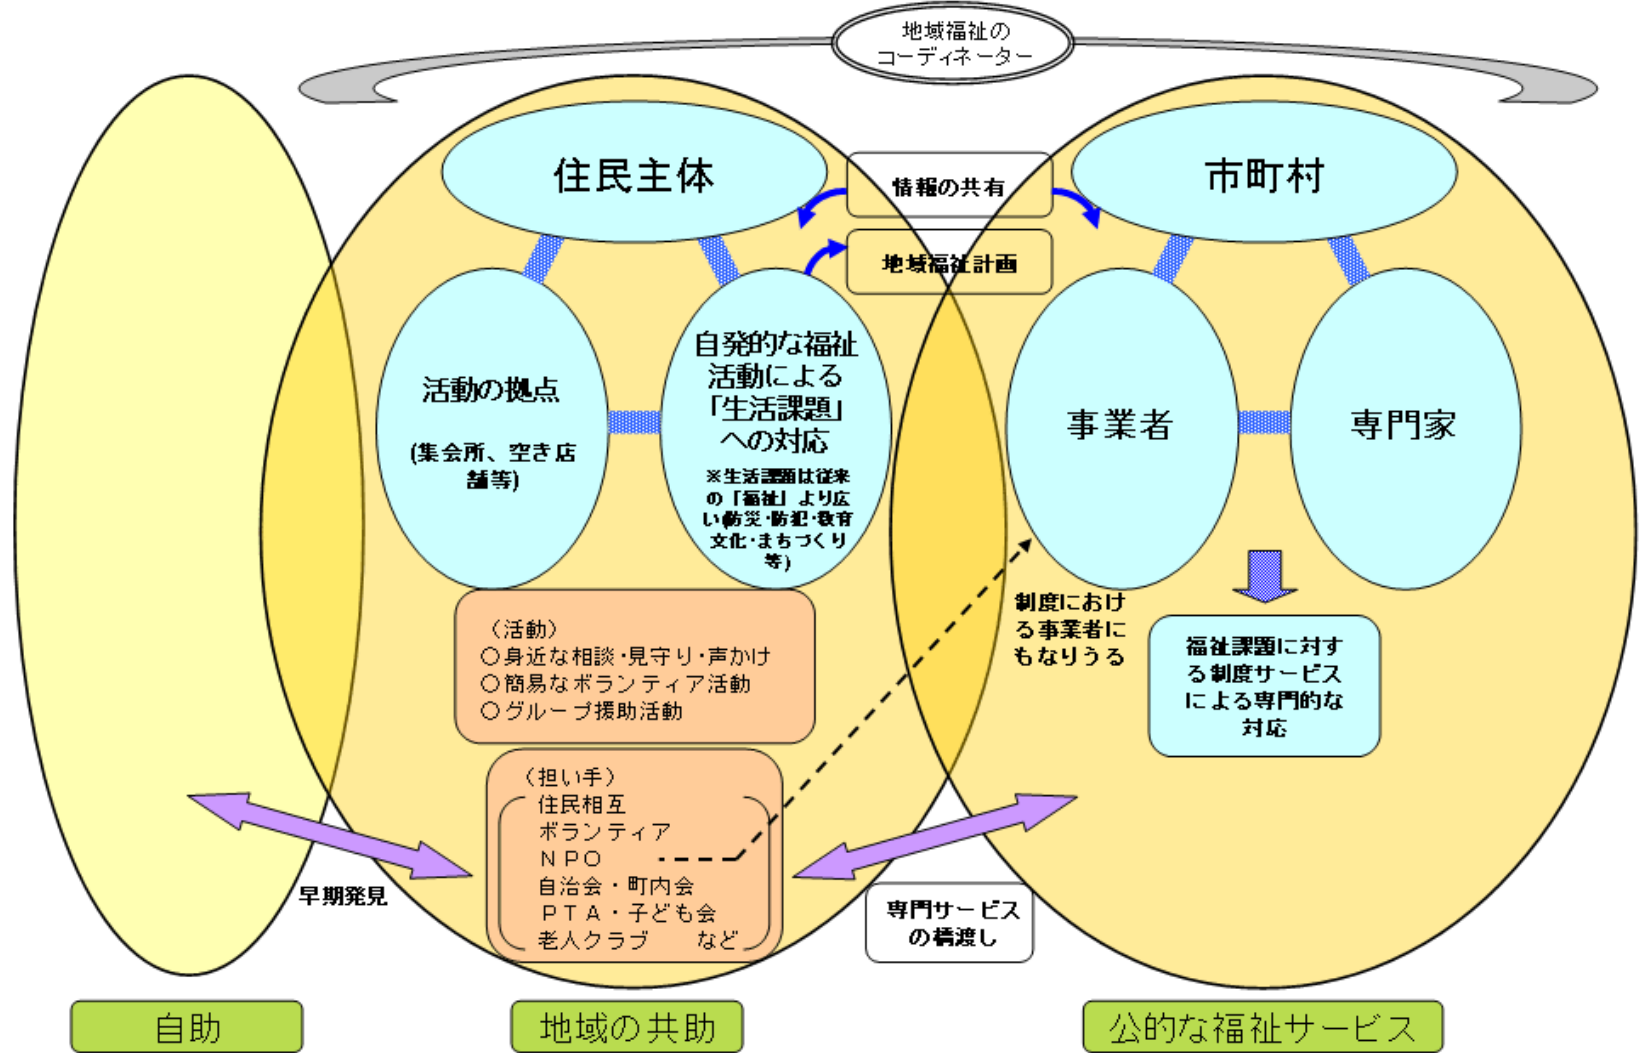 地域福祉の
コーディネーター
住民主体
情報の共有
地域福祉計画
市町村
活動の拠点
(集会所、空き店
舗等)
自発的な福祉
活動による
「生活課題」
への対応
※生活課題は従来
の「福祉」より広
い(防災・防犯・教育
文化・まちづくり
等)
事業者
専門家
制度におけ
る事業者に
もなりうる
福祉課題に対す
る制度サービス
による専門的な
対応
（活動）
○身近な相談・見守り・声かけ
○簡易なボランティア活動
○グループ援助活動
（担い手）
住民相互
ボランティア
ＮＰＯ
自治会・町内会
ＰＴＡ・子ども会
老人クラブ　　など
早期発見
専門サービス
の橋渡し
自助
地域の共助
公的な福祉サービス